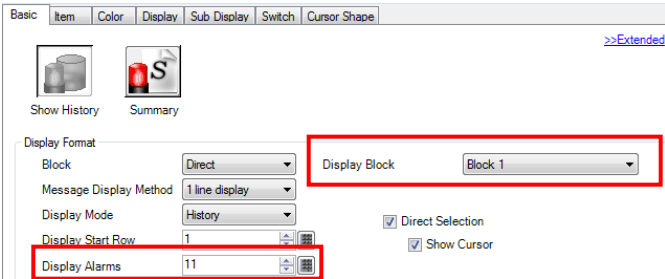 Basic Item Color Display Sub Display Switch Cursor Shape
>>Extended
S
Show History Summary
Display Format
Block Direct Display Block Block 1
Message Display Method 1 line display
Display Mode History Direct Selection
Display Start Row 1 Show Cursor
Display Alarms 11